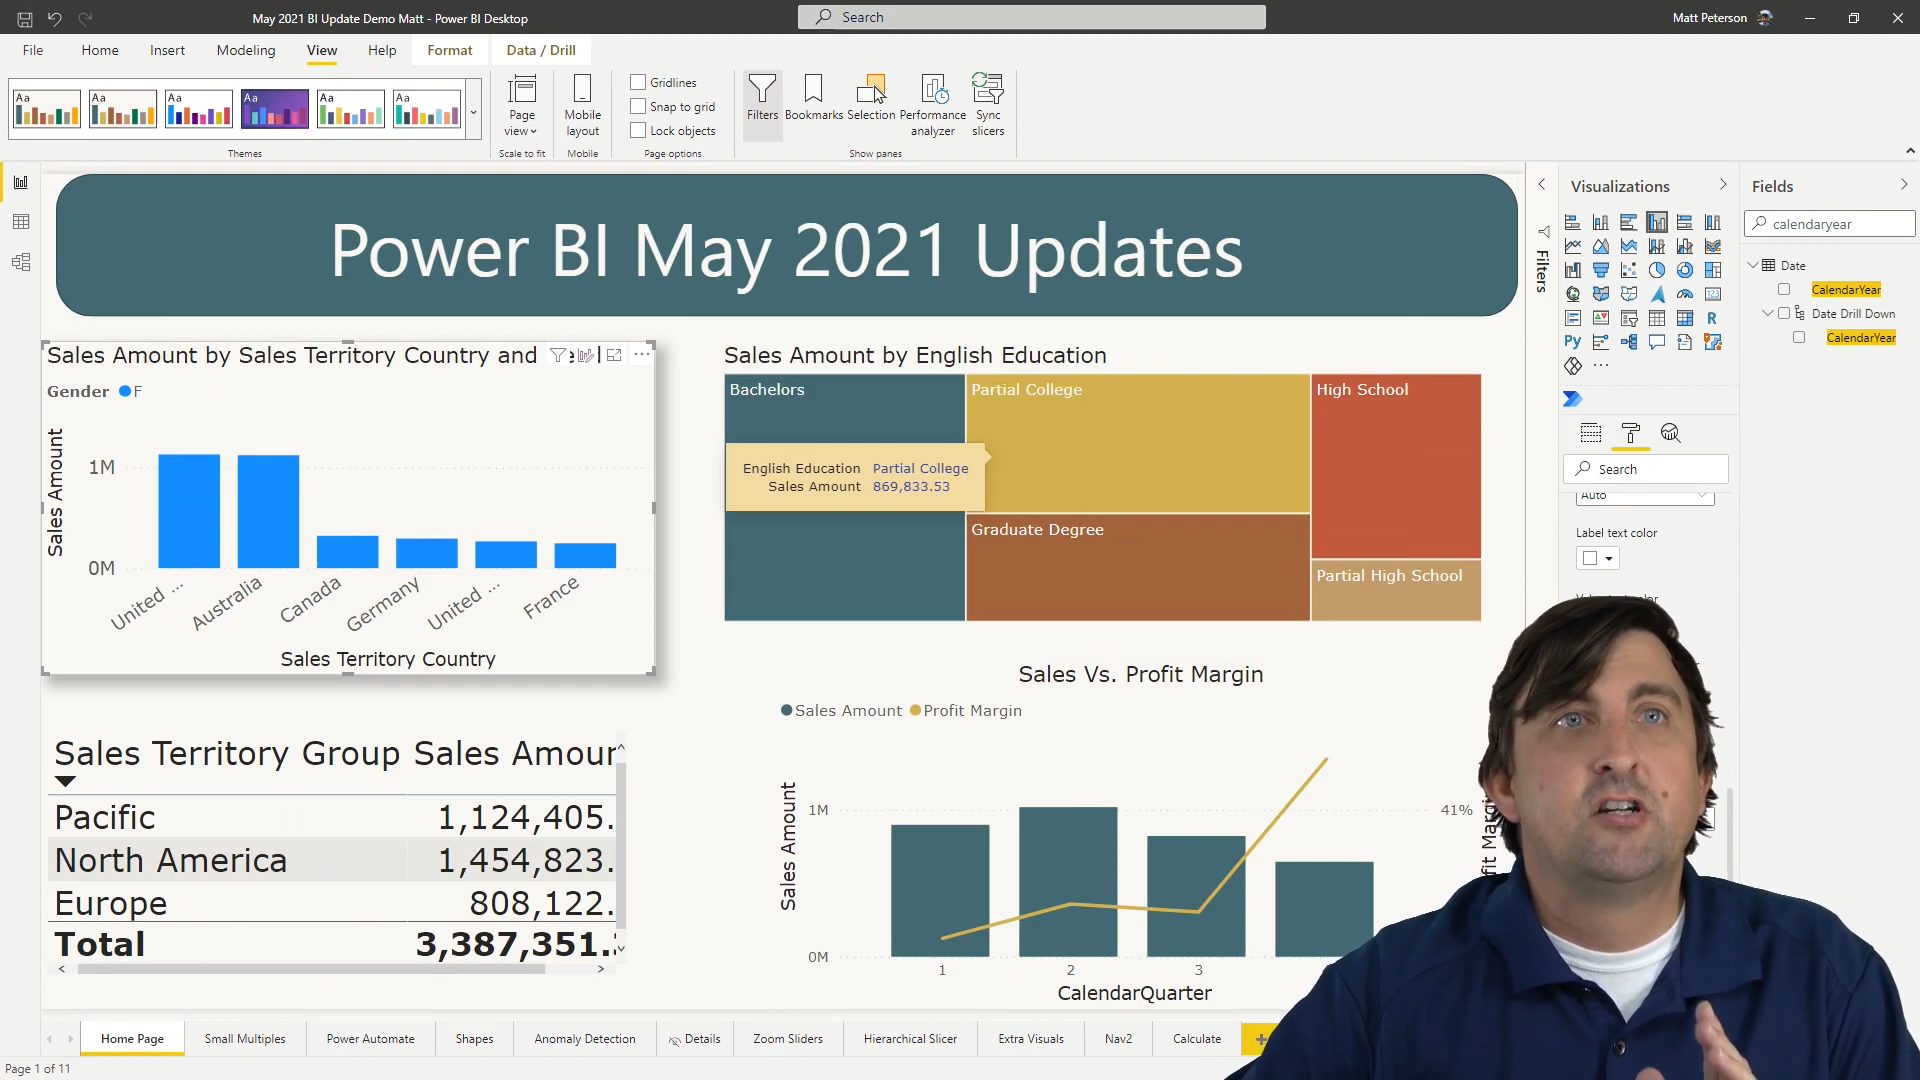 May 2021 BI Update Demo Matt - Power BI Desktop
Search
Matt Peterson
File
Home
Insert
Modeling
View
Help
Format
Data / Drill
Aa
Aa
Aa
Aa
Aa
Aa
Themes
Page view
Scale to fit
Mobile layout
Mobile
Gridlines
Snap to grid
Lock objects
Page options
Filters
Bookmarks
Selection
Performance analyzer
Sync slicers
Show panes
Power BI May 2021 Updates
Sales Amount by Sales Territory Country and
Gender
F
Sales Amount
1M
0M
United ...
Australia
Canada
Germany
United ...
France
Sales Territory Country
Sales Amount by English Education
Bachelors
Partial College
High School
English Education Partial College
Sales Amount 869,833.53
Graduate Degree
Partial High School
Sales Territory Group Sales Amour
Pacific 1,124,405.
North America 1,454,823.
Europe 808,122.
Total 3,387,351.
Sales Vs. Profit Margin
Sales Amount
Profit Margin
Sales Amount
1M
0M
41%
1
2
3
CalendarQuarter
Filters
Visualizations
R
Py
123
Search
Auto
Label text color
Fields
calendaryear
Date
CalendarYear
Date Drill Down
CalendarYear
Home Page
Small Multiples
Power Automate
Shapes
Anomaly Detection
Details
Zoom Sliders
Hierarchical Slicer
Extra Visuals
Nav2
Calculate
Page 1 of 11